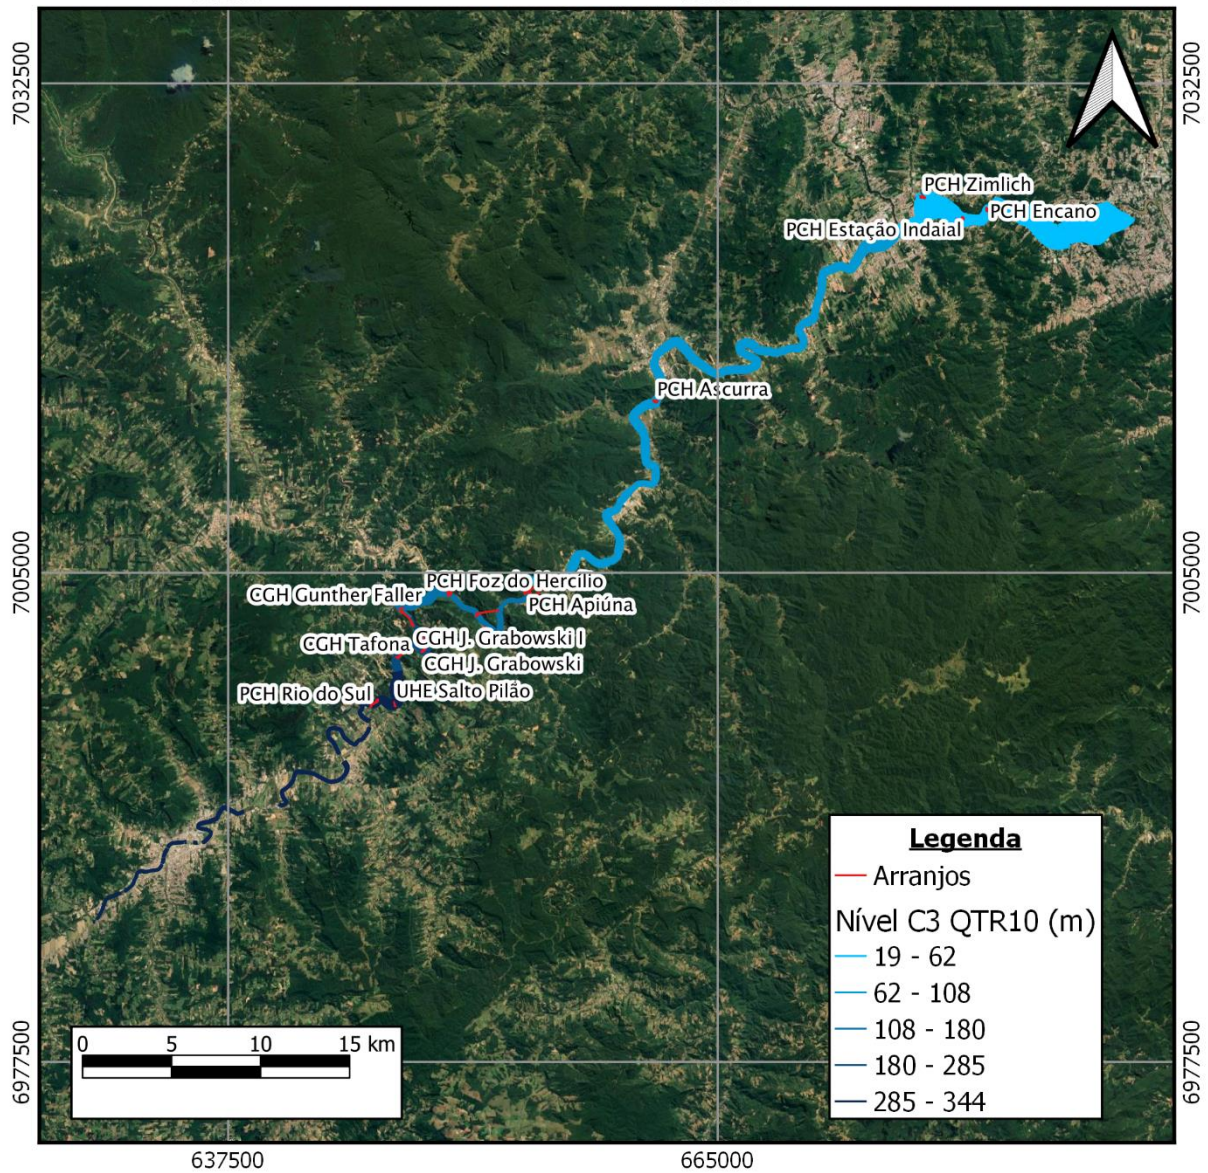 7032500
7032500
PCH Zimlich
PCH Encano
PCH Estação Indaial
PCH Ascurra
7005000
7005000
PCH Foz do Hercílio
CGH Gunther Faller
PCH Apiúna
CGH J. Grabowski I
CGH Tafona
CGH J. Grabowski
PCH Rio do Sul
UHE Salto Pilão
Legenda
Arranjos
Nível C3 QTR10 (m)
19 - 62
62 - 108
108 - 180
180 - 285
285 - 344
0 5 10 15 km
6977500
6977500
637500
665000